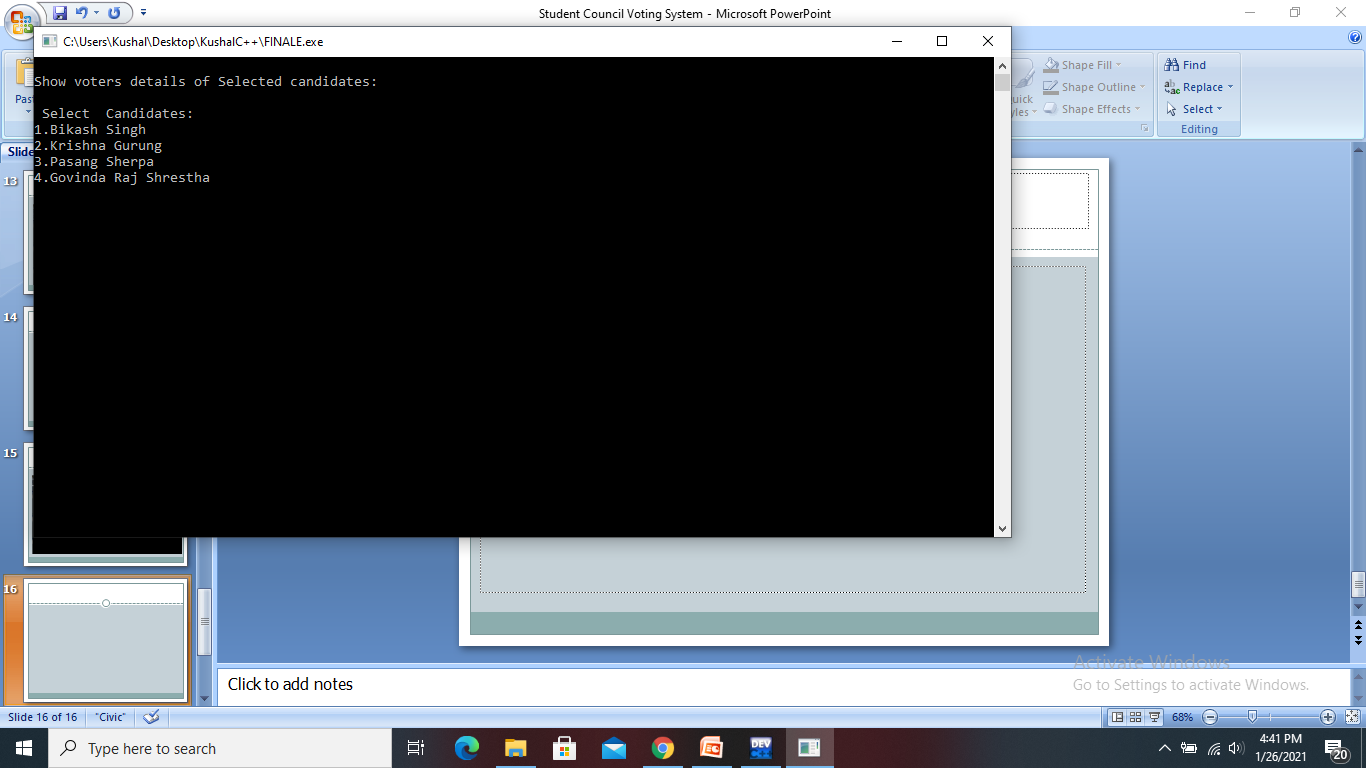 Student Council Voting System - Microsoft PowerPoint
C:\Users\Kushal\Desktop\KushalC++\FINALE.exe
Show voters details of Selected candidates:
Select  Candidates:
1.Bikash Singh
2.Krishna Gurung
3.Pasang Sherpa
4.Govinda Raj Shrestha
Shape Fill
Shape Outline
Shape Effects
Find
Replace
Select
Editing
13
14
15
16
Click to add notes
Activate Windows
Go to Settings to activate Windows.
Slide 16 of 16
"Civic"
68%
Type here to search
DEV
4:41 PM
1/26/2021
20